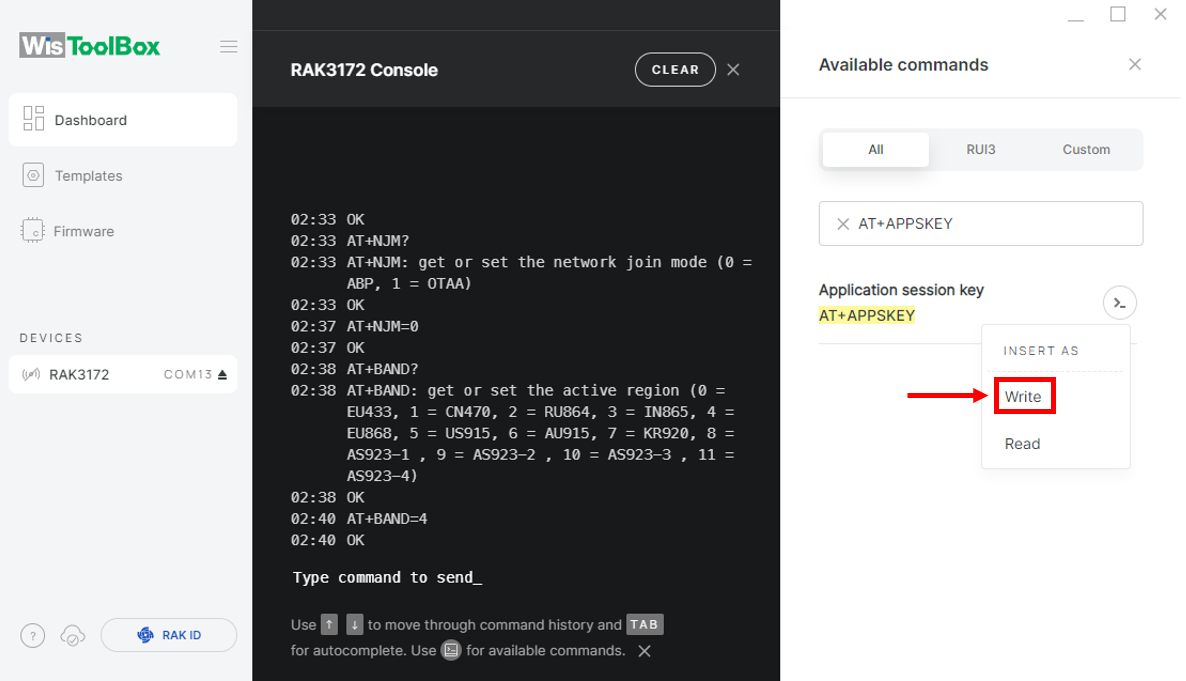 WisToolBox
Dashboard
Templates
Firmware
DEVICES
RAK3172 COM13
?
RAK ID
RAK3172 Console
CLEAR
02:33 OK
02:33 AT+NJM?
02:33 AT+NJM: get or set the network join mode (0 =
ABP, 1 = OTAA)
02:33 OK
02:37 AT+NJM=0
02:37 OK
02:38 AT+BAND?
02:38 AT+BAND: get or set the active region (0 =
EU433, 1 = CN470, 2 = RU864, 3 = IN865, 4 =
EU868, 5 = US915, 6 = AU915, 7 = KR920, 8 =
AS923-1 , 9 = AS923-2 , 10 = AS923-3 , 11 =
AS923-4)
02:38 OK
02:40 AT+BAND=4
02:40 OK
Type command to send_
Use ↑ ↓ to move through command history and TAB
for autocomplete. Use for available commands.
Available commands
All RUI3 Custom
AT+APPSKEY
Application session key
AT+APPSKEY
INSERT AS
Write
Read